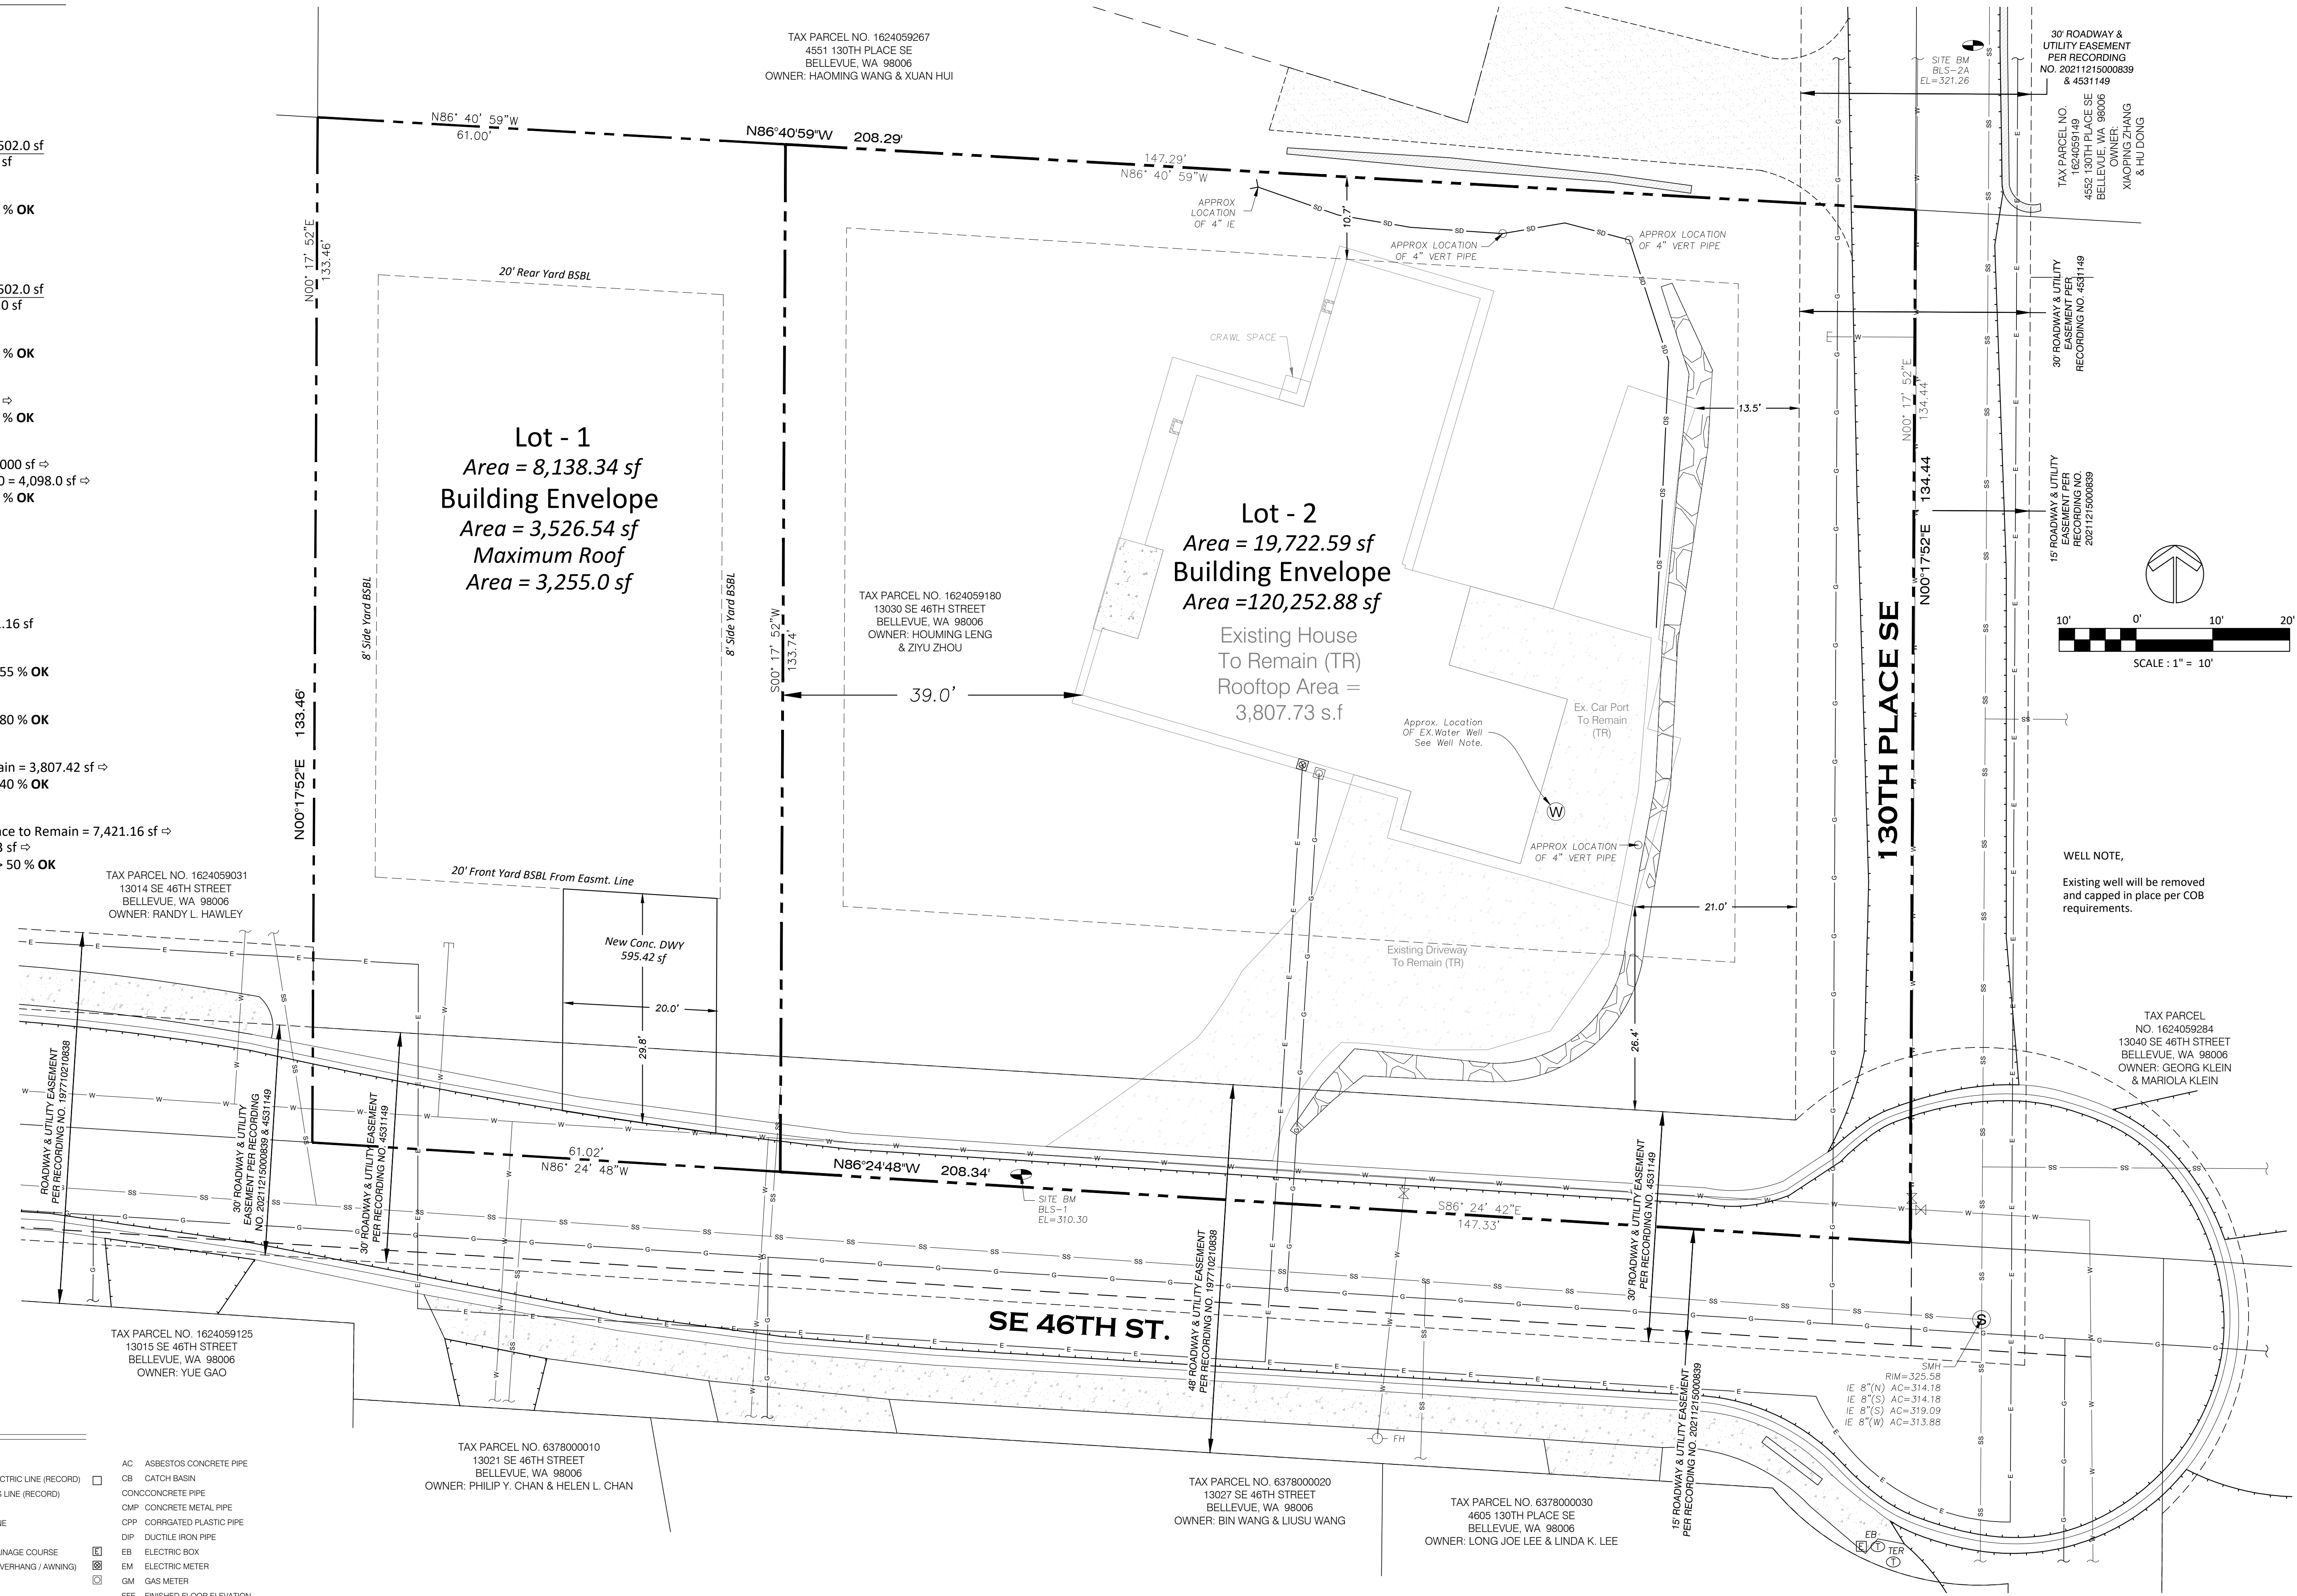 602.0 sf
sf
% OK
602.0 sf
.0 sf
% OK
⇨
% OK
000 sf ⇨
0 = 4,098.0 sf ⇨
% OK
1.16 sf
55 % OK
80 % OK
ain = 3,807.42 sf ⇨
40 % OK
ace to Remain = 7,421.16 sf ⇨
sf ⇨
50 % OK
TAX PARCEL NO. 1624059267
4551 130TH PLACE SE
BELLEVUE, WA 98006
OWNER: HAOMING WANG & XUAN HUI
N86° 40' 59"W
61.00'
N86°40'59"W 208.29'
147.29'
N86° 40' 59"W
SITE BM
BLS-2A
EL=321.26
30' ROADWAY &
UTILITY EASEMENT
PER RECORDING
NO. 20211215000839
& 4531149
TAX PARCEL NO.
1624059149
4552 130TH PLACE SE
BELLEVUE, WA 98006
OWNER:
XIAOPING ZHANG
& HU DONG
N00° 17' 52"E
133.46'
20' Rear Yard BSBL
APPROX
LOCATION
OF 4" IE
10.7'
APPROX LOCATION
OF 4" VERT PIPE
APPROX LOCATION
OF 4" VERT PIPE
CRAWL SPACE
13.5'
30' ROADWAY & UTILITY
EASEMENT PER
RECORDING NO. 4531149
N00° 17' 52"E
134.44
Lot - 1
Area = 8,138.34 sf
Building Envelope
Area = 3,526.54 sf
Maximum Roof
Area = 3,255.0 sf
8' Side Yard BSBL
8' Side Yard BSBL
S00° 17' 52"W
133.74'
TAX PARCEL NO. 1624059180
13030 SE 46TH STREET
BELLEVUE, WA 98006
OWNER: HOUMING LENG
& ZIYU ZHOU
39.0'
Lot - 2
Area = 19,722.59 sf
Building Envelope
Area =120,252.88 sf
Existing House
To Remain (TR)
Rooftop Area =
3,807.73 s.f
Ex. Car Port
To Remain
(TR)
Approx. Location
OF EX.Water Well
See Well Note.
W
APPROX LOCATION
OF 4" VERT PIPE
N00°17'52"E 134.44
130TH PLACE SE
15' ROADWAY & UTILITY
EASEMENT PER
RECORDING NO.
20211215000839
10' 0' 10' 20'
SCALE : 1" = 10'
WELL NOTE,
Existing well will be removed
and capped in place per COB
requirements.
N00°17'52"E 133.46'
TAX PARCEL NO. 1624059031
13014 SE 46TH STREET
BELLEVUE, WA 98006
OWNER: RANDY L. HAWLEY
20' Front Yard BSBL From Easmt. Line
New Conc. DWY
595.42 sf
20.0'
29.8'
21.0'
26.4'
Existing Driveway
To Remain (TR)
TAX PARCEL
NO. 1624059284
13040 SE 46TH STREET
BELLEVUE, WA 98006
OWNER: GEORG KLEIN
& MARIOLA KLEIN
ROADWAY & UTILITY EASEMENT
PER RECORDING NO. 197710210838
30' ROADWAY & UTILITY
EASEMENT PER RECORDING
NO. 20211215000839 & 4531149
30' ROADWAY & UTILITY EASEMENT
PER RECORDING NO. 4531149
61.02'
N86° 24' 48"W
N86°24'48"W 208.34'
SITE BM
BLS-1
EL=310.30
S86° 24' 42"E
147.33'
48' ROADWAY & UTILITY EASEMENT
PER RECORDING NO. 197710210838
30' ROADWAY & UTILITY EASEMENT
PER RECORDING NO. 4531149
15' ROADWAY & UTILITY EASEMENT
PER RECORDING NO. 20211215000839
SE 46TH ST.
S
SMH
RIM=325.58
IE 8"(N) AC=314.18
IE 8"(S) AC=314.18
IE 8"(S) AC=319.09
IE 8"(W) AC=313.88
FH
TAX PARCEL NO. 1624059125
13015 SE 46TH STREET
BELLEVUE, WA 98006
OWNER: YUE GAO
TAX PARCEL NO. 6378000010
13021 SE 46TH STREET
BELLEVUE, WA 98006
OWNER: PHILIP Y. CHAN & HELEN L. CHAN
TAX PARCEL NO. 6378000020
13027 SE 46TH STREET
BELLEVUE, WA 98006
OWNER: BIN WANG & LIUSU WANG
TAX PARCEL NO. 6378000030
4605 130TH PLACE SE
BELLEVUE, WA 98006
OWNER: LONG JOE LEE & LINDA K. LEE
EB
E T TER
T
AC ASBESTOS CONCRETE PIPE
CTRIC LINE (RECORD) CB CATCH BASIN
S LINE (RECORD) CONCCONCRETE PIPE
CMP CONCRETE METAL PIPE
NE CPP CORRGATED PLASTIC PIPE
DIP DUCTILE IRON PIPE
INAGE COURSE E EB ELECTRIC BOX
VERHANG / AWNING) EM ELECTRIC METER
GM GAS METER
FFE FINISHED FLOOR ELEVATION